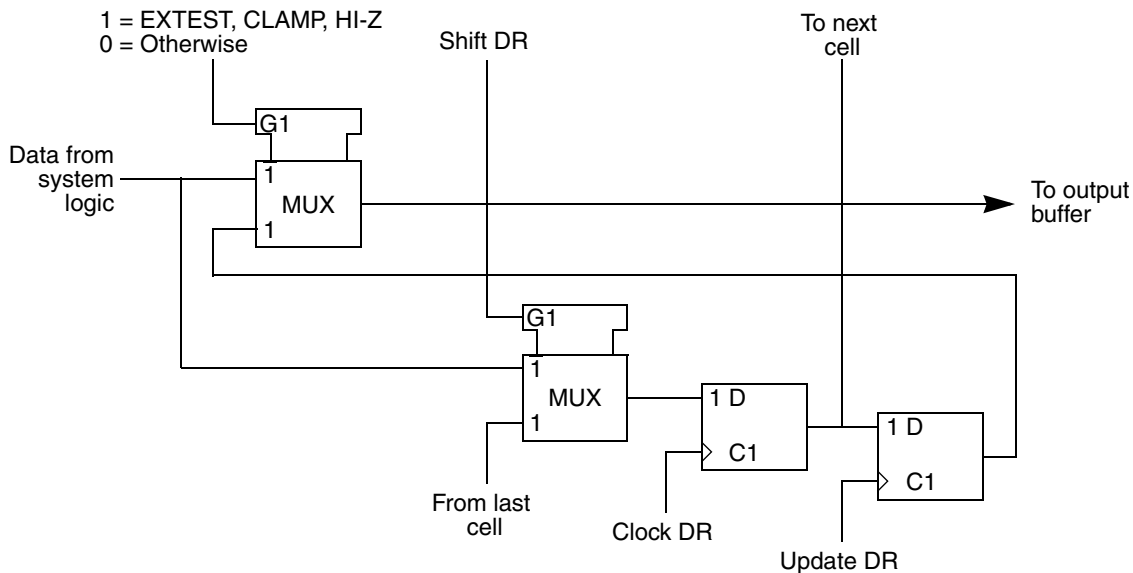 1 = EXTEST, CLAMP, HI-Z
0 = Otherwise
Shift DR
To next
cell
G1
Data from
system
logic
1
MUX
1
To output
buffer
G1
1
MUX
1
1 D
C1
1 D
C1
From last
cell
Clock DR
Update DR